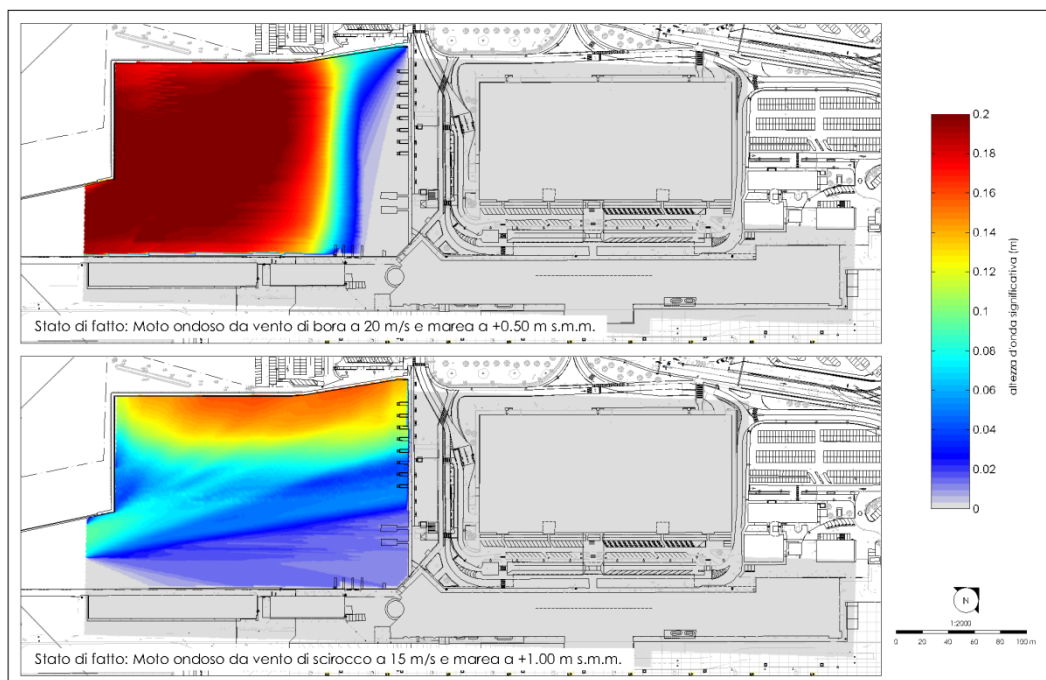 Stato di fatto: Moto ondoso da vento di bora a 20 m/s e marea a +0.50 m s.m.m.
Stato di fatto: Moto ondoso da vento di scirocco a 15 m/s e marea a +1.00 m s.m.m.
0.2
0.18
0.16
0.14
0.12
0.1
0.08
0.06
0.04
0.02
0
altezza d'onda significativa (m)
N
1:2000
0 20 40 60 80 100 m